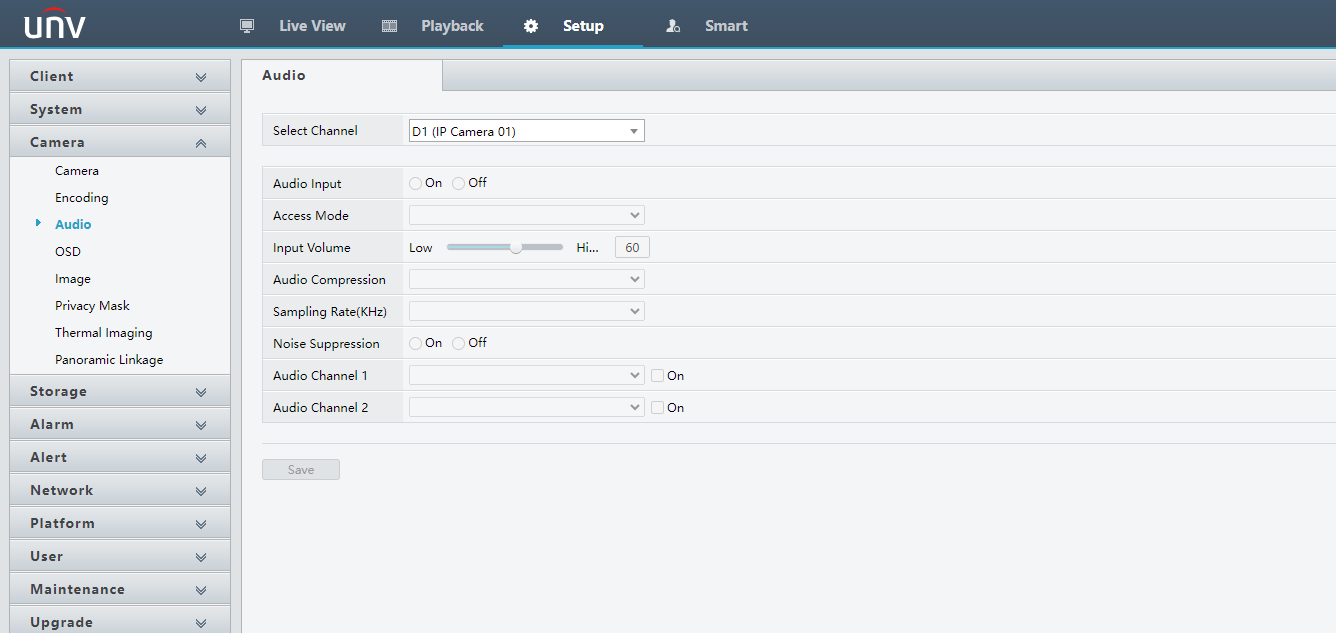 unv Live View Playback Setup Smart
Client
System
Camera
Camera
Encoding
Audio
OSD
Image
Privacy Mask
Thermal Imaging
Panoramic Linkage
Storage
Alarm
Alert
Network
Platform
User
Maintenance
Upgrade
Audio
Select Channel D1 (IP Camera 01)
Audio Input On Off
Access Mode
Input Volume Low Hi... 60
Audio Compression
Sampling Rate(KHz)
Noise Suppression On Off
Audio Channel 1 On
Audio Channel 2 On
Save